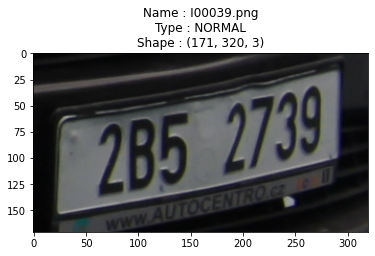 Name : I00039.png
Type : NORMAL
Shape : (171, 320, 3)
0
25
50
75
100
125
150
2B5 2739
www.AUTOCENTRO.cz
0 50 100 150 200 250 300